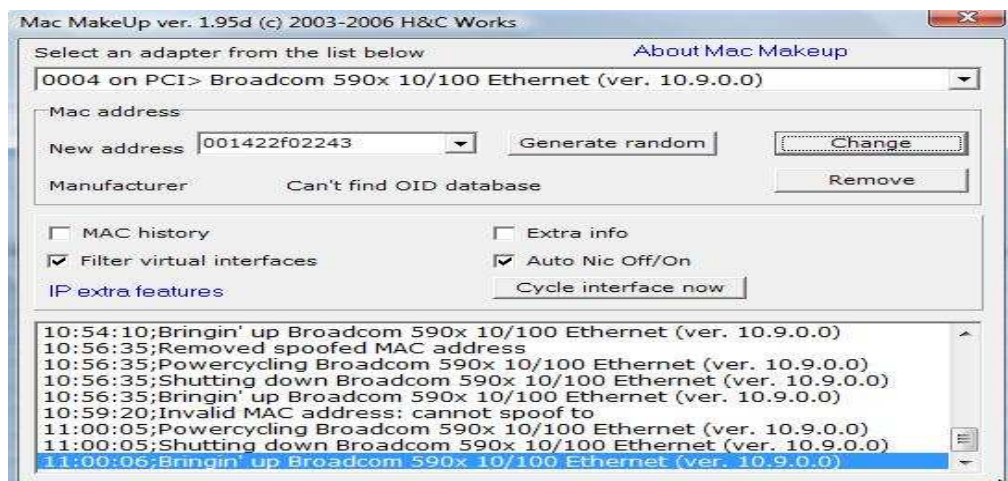 Mac MakeUp ver. 1.95d (c) 2003-2006 H&C Works
Select an adapter from the list below
About Mac Makeup
0004 on PCI> Broadcom 590x 10/100 Ethernet (ver. 10.9.0.0)
Mac address
New address 001422f02243 Generate random Change
Manufacturer Can't find OID database Remove
MAC history Extra info
Filter virtual interfaces Auto Nic Off/On
IP extra features Cycle interface now
10:54:10;Bringin' up Broadcom 590x 10/100 Ethernet (ver. 10.9.0.0)
10:56:35;Removed spoofed MAC address
10:56:35;Powercycling Broadcom 590x 10/100 Ethernet (ver. 10.9.0.0)
10:56:35;Shutting down Broadcom 590x 10/100 Ethernet (ver. 10.9.0.0)
10:56:35;Bringin' up Broadcom 590x 10/100 Ethernet (ver. 10.9.0.0)
10:59:20;Invalid MAC address: cannot spoof to
11:00:05;Powercycling Broadcom 590x 10/100 Ethernet (ver. 10.9.0.0)
11:00:05;Shutting down Broadcom 590x 10/100 Ethernet (ver. 10.9.0.0)
11:00:06;Bringin' up Broadcom 590x 10/100 Ethernet (ver. 10.9.0.0)